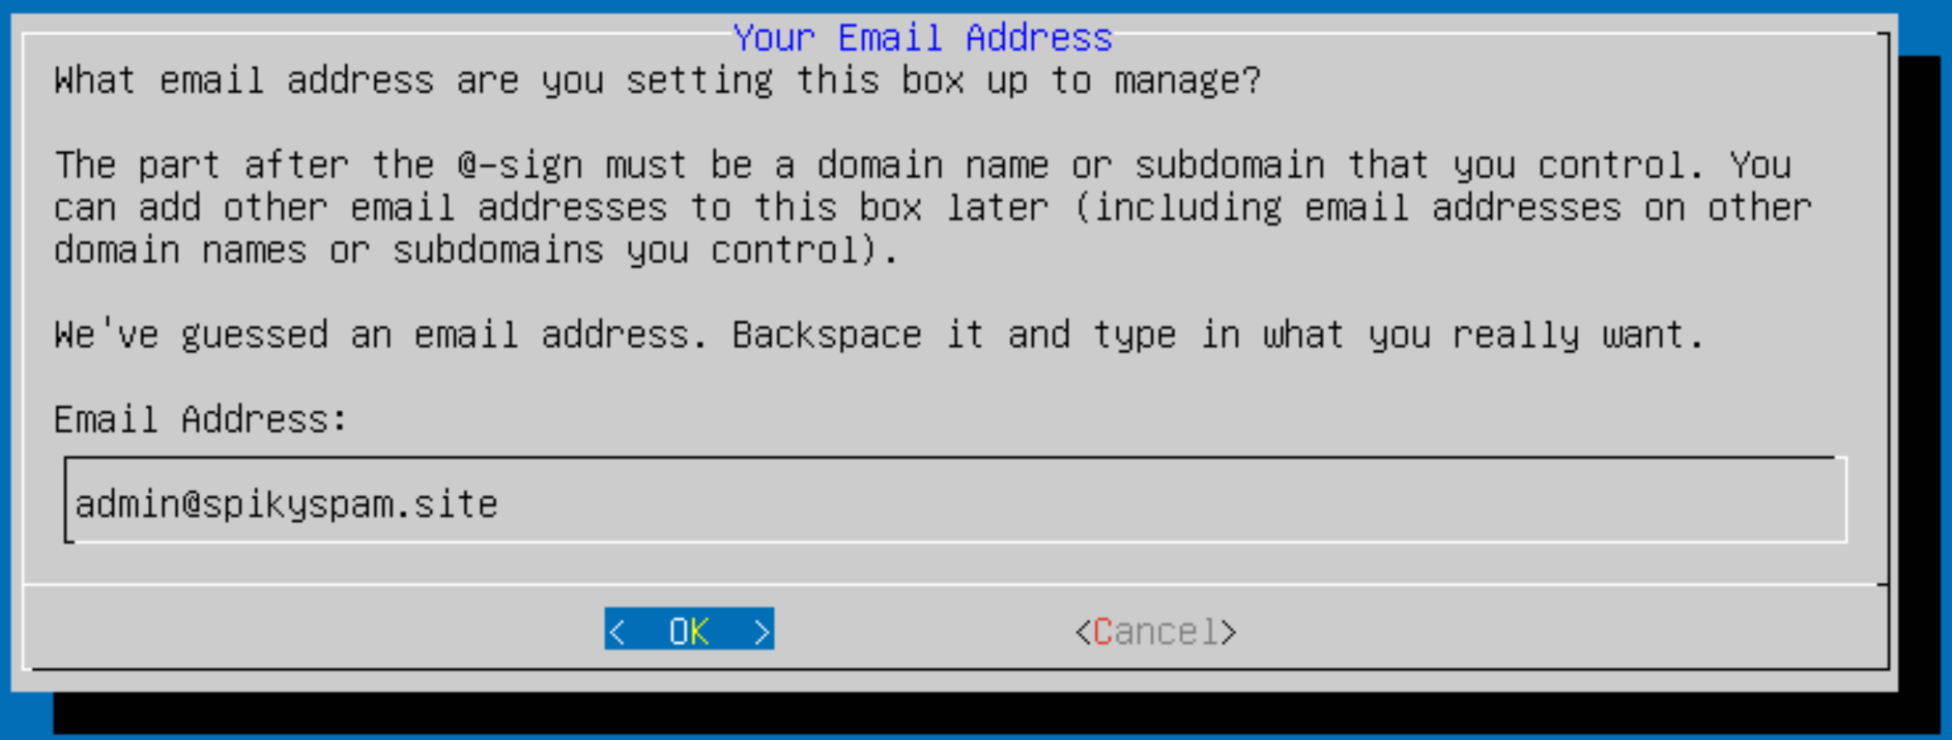 Your Email Address
What email address are you setting this box up to manage?
The part after the @-sign must be a domain name or subdomain that you control. You
can add other email addresses to this box later (including email addresses on other
domain names or subdomains you control).
We've guessed an email address. Backspace it and type in what you really want.
Email Address:
admin@spikyspam.site
<  OK  > <Cancel>